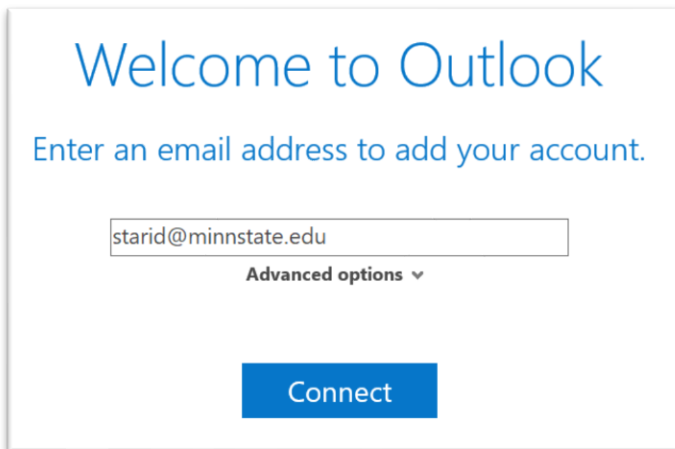 Welcome to Outlook
Enter an email address to add your account.
starid@minnstate.edu
Advanced options
Connect